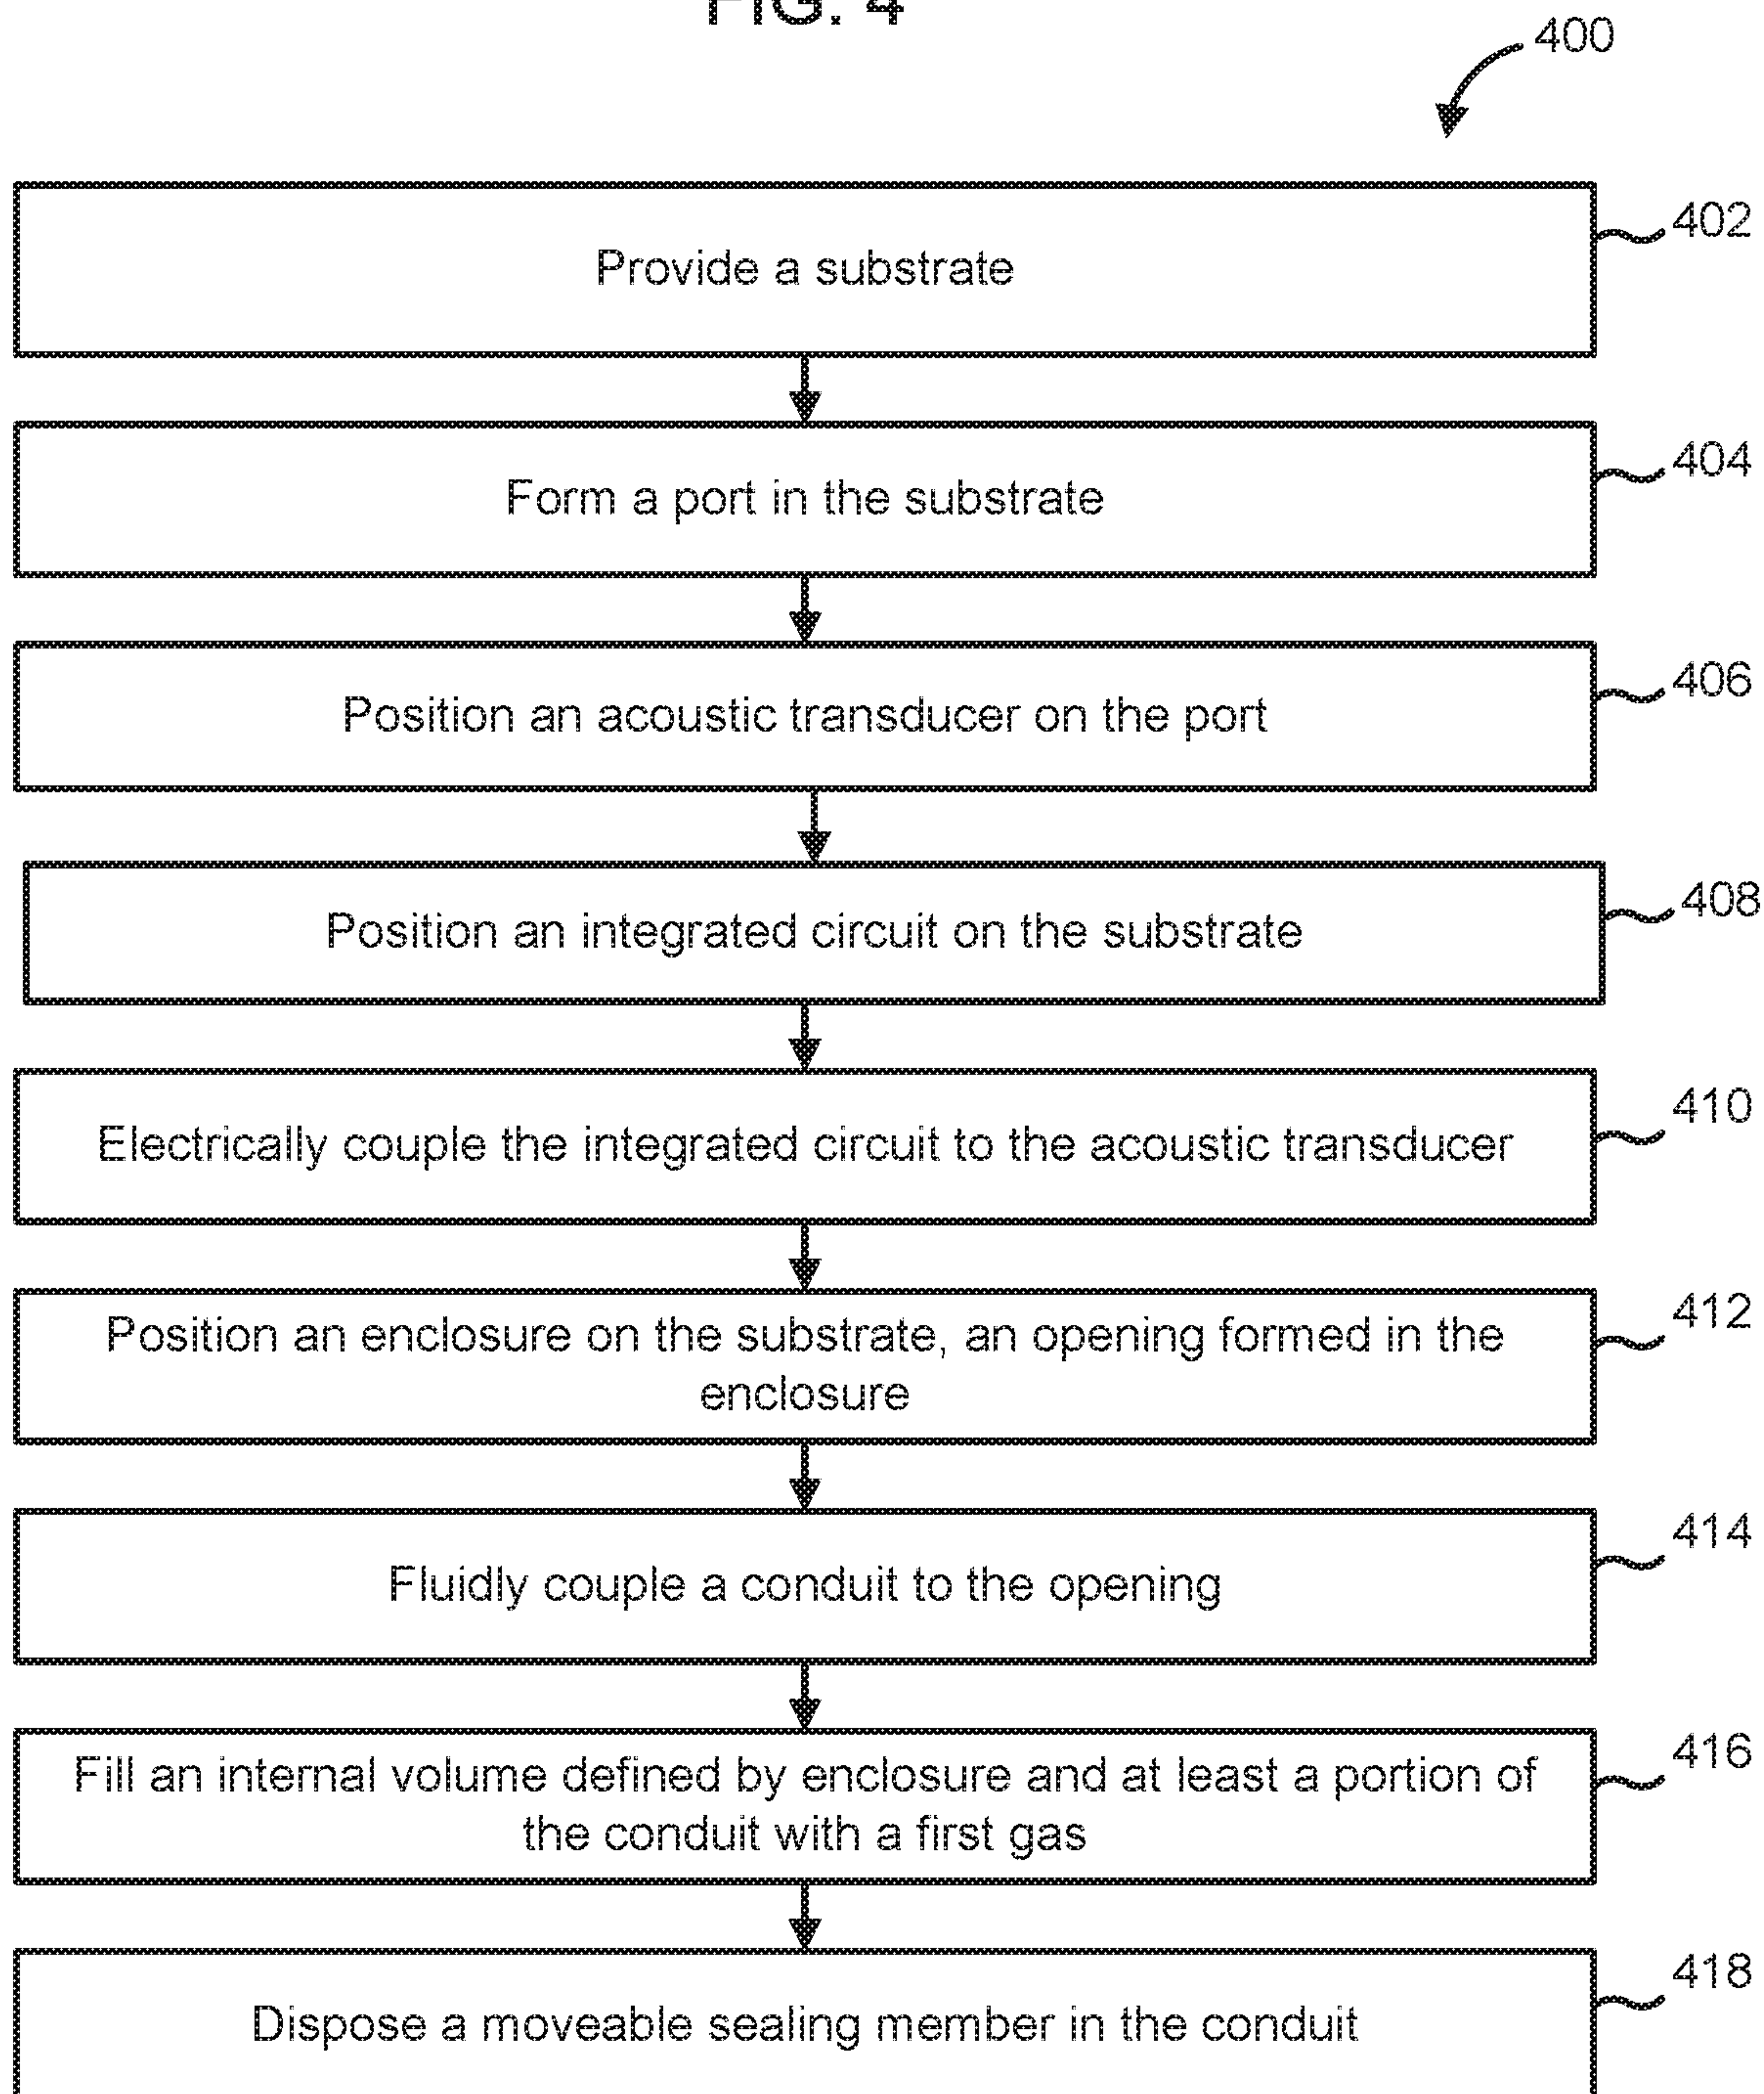 FIG. 4
400
Provide a substrate
402
Form a port in the substrate
404
Position an acoustic transducer on the port
406
Position an integrated circuit on the substrate
408
Electrically couple the integrated circuit to the acoustic transducer
410
Position an enclosure on the substrate, an opening formed in the
enclosure
412
Fluidly couple a conduit to the opening
414
Fill an internal volume defined by enclosure and at least a portion of
the conduit with a first gas
416
Dispose a moveable sealing member in the conduit
418